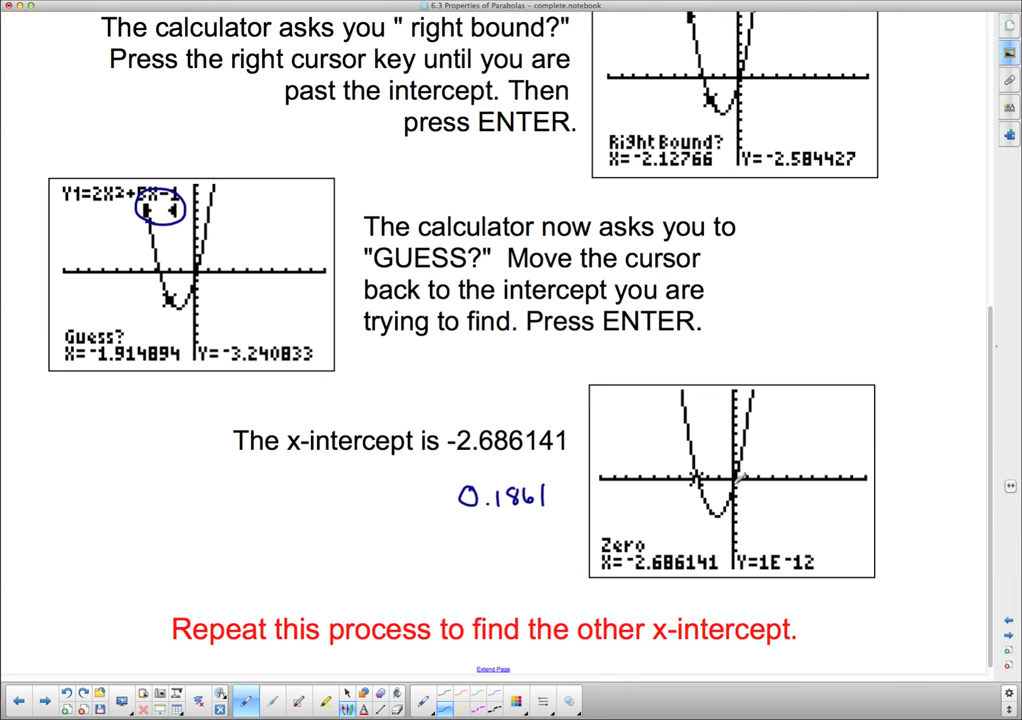 6.3 Properties of Parabolas - complete.notebook
The calculator asks you " right bound?"
Press the right cursor key until you are
past the intercept. Then
press ENTER.
Right Bound?
X=-2.12766 Y=-2.584427
Y1=2X²+5X-1
Guess?
X=-1.914894 Y=-3.240833
The calculator now asks you to
"GUESS?" Move the cursor
back to the intercept you are
trying to find. Press ENTER.
The x-intercept is -2.686141
0.1861
Zero
X=-2.686141 Y=1E-12
Repeat this process to find the other x-intercept.
Extend Page